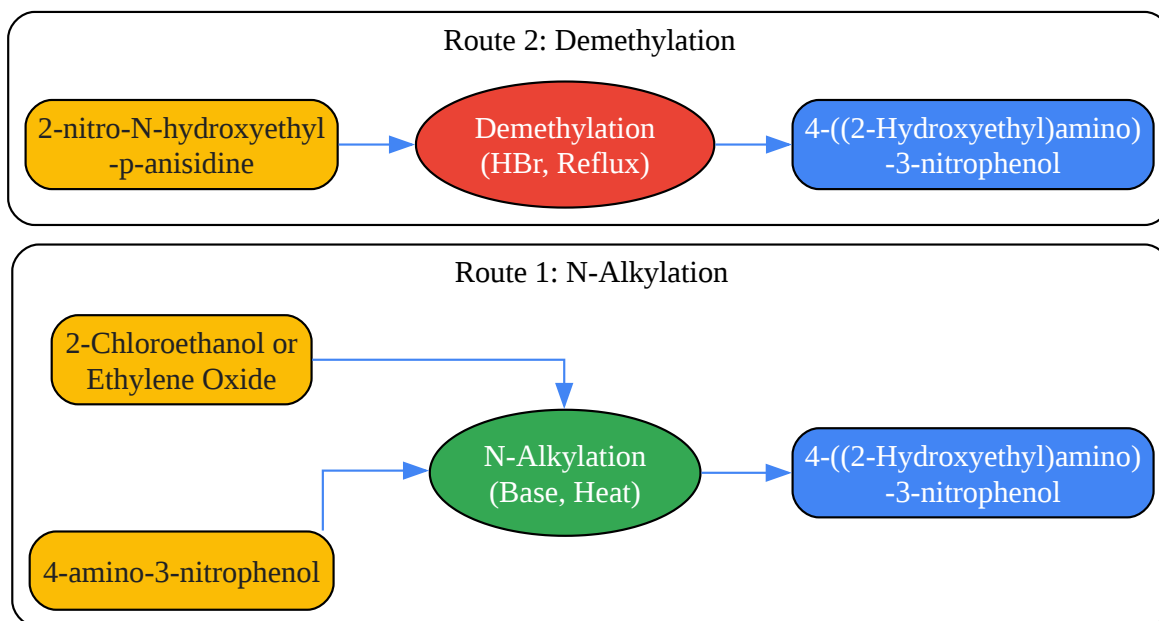 Route 2: Demethylation
2-nitro-N-hydroxyethyl
-p-anisidine
Demethylation
(HBr, Reflux)
4-((2-Hydroxyethyl)amino)
-3-nitrophenol
Route 1: N-Alkylation
2-Chloroethanol or
Ethylene Oxide
N-Alkylation
(Base, Heat)
4-((2-Hydroxyethyl)amino)
-3-nitrophenol
4-amino-3-nitrophenol